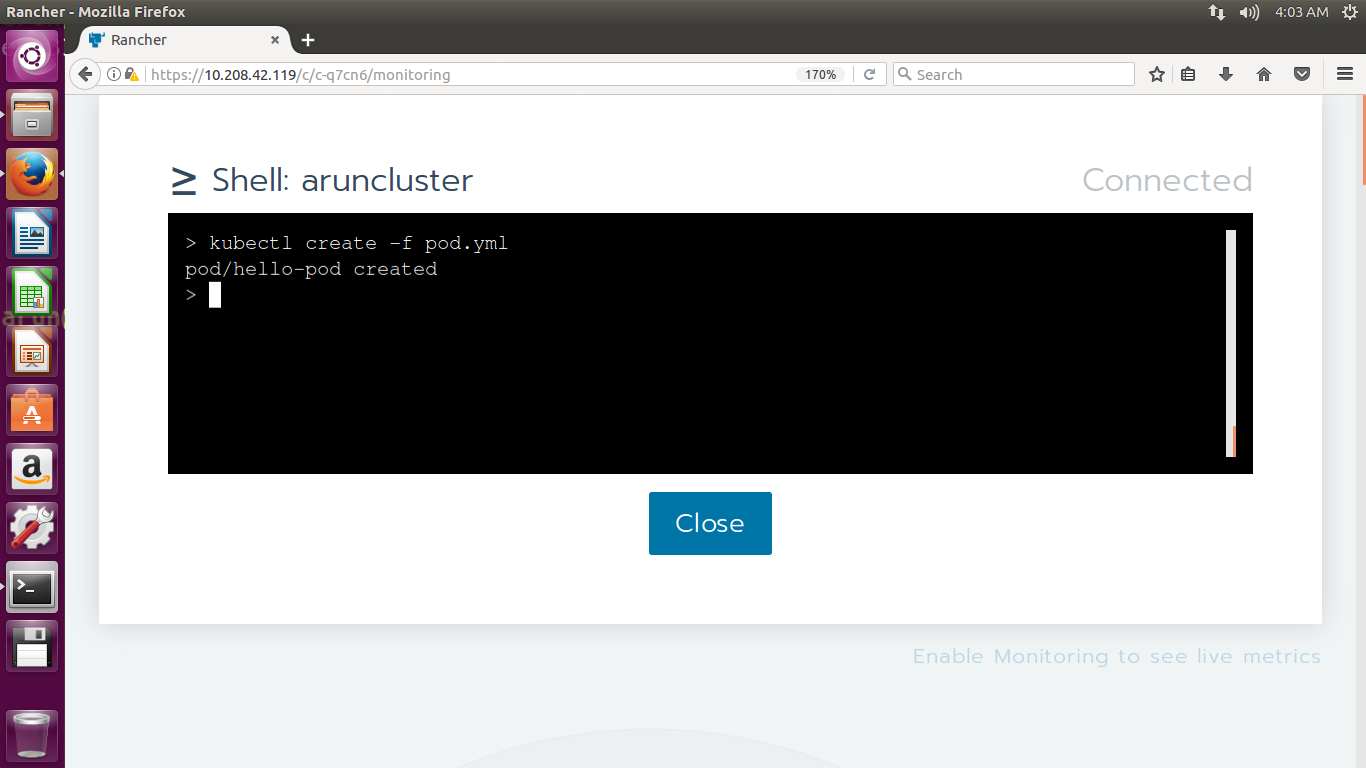 Rancher - Mozilla Firefox
4:03 AM
Rancher
https://10.208.42.119/c/c-q7cn6/monitoring
170%
Search
≥ Shell: aruncluster
Connected
> kubectl create -f pod.yml
pod/hello-pod created
>
Close
Enable Monitoring to see live metrics